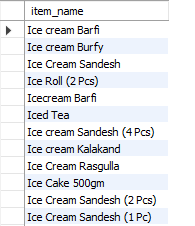 item_name
Ice cream Barfi
Ice cream Burfy
Ice Cream Sandesh
Ice Roll (2 Pcs)
Icecream Barfi
Iced Tea
Ice cream Sandesh (4 Pcs)
Ice cream Kalakand
Ice Cream Rasgulla
Ice Cake 500gm
Ice Cream Sandesh (2 Pcs)
Ice Cream Sandesh (1 Pc)